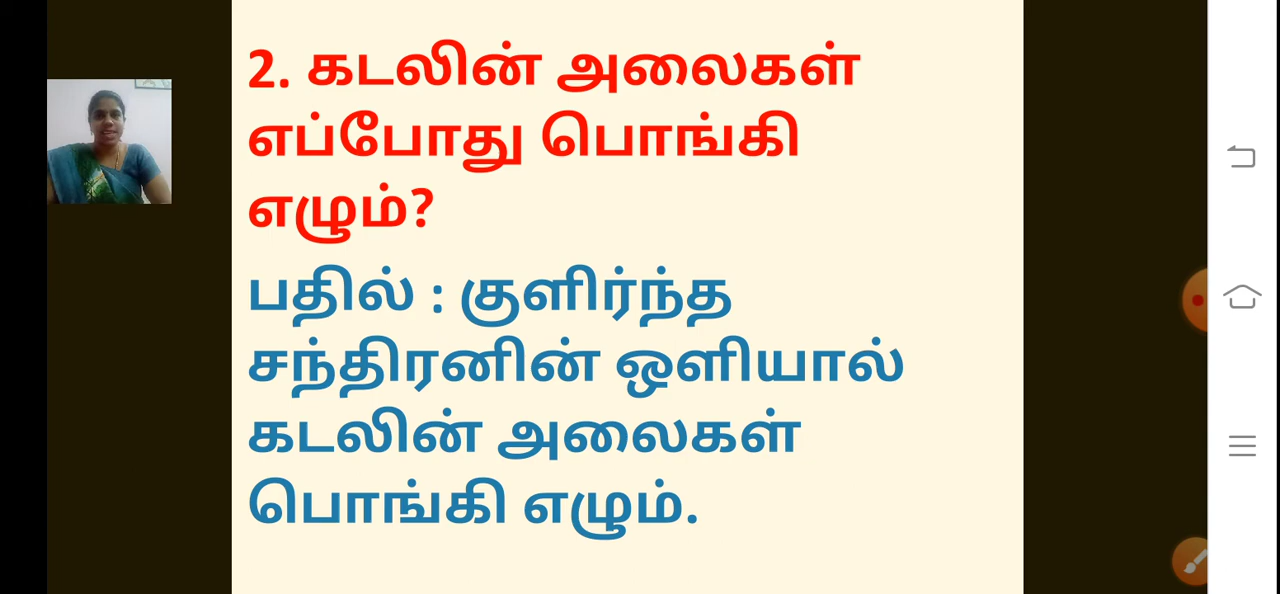 2. கடலின் அலைகள்
எப்போது பொங்கி
எழும்?
பதில் : குளிர்ந்த
சந்திரனின் ஒளியால்
கடலின் அலைகள்
பொங்கி எழும்.